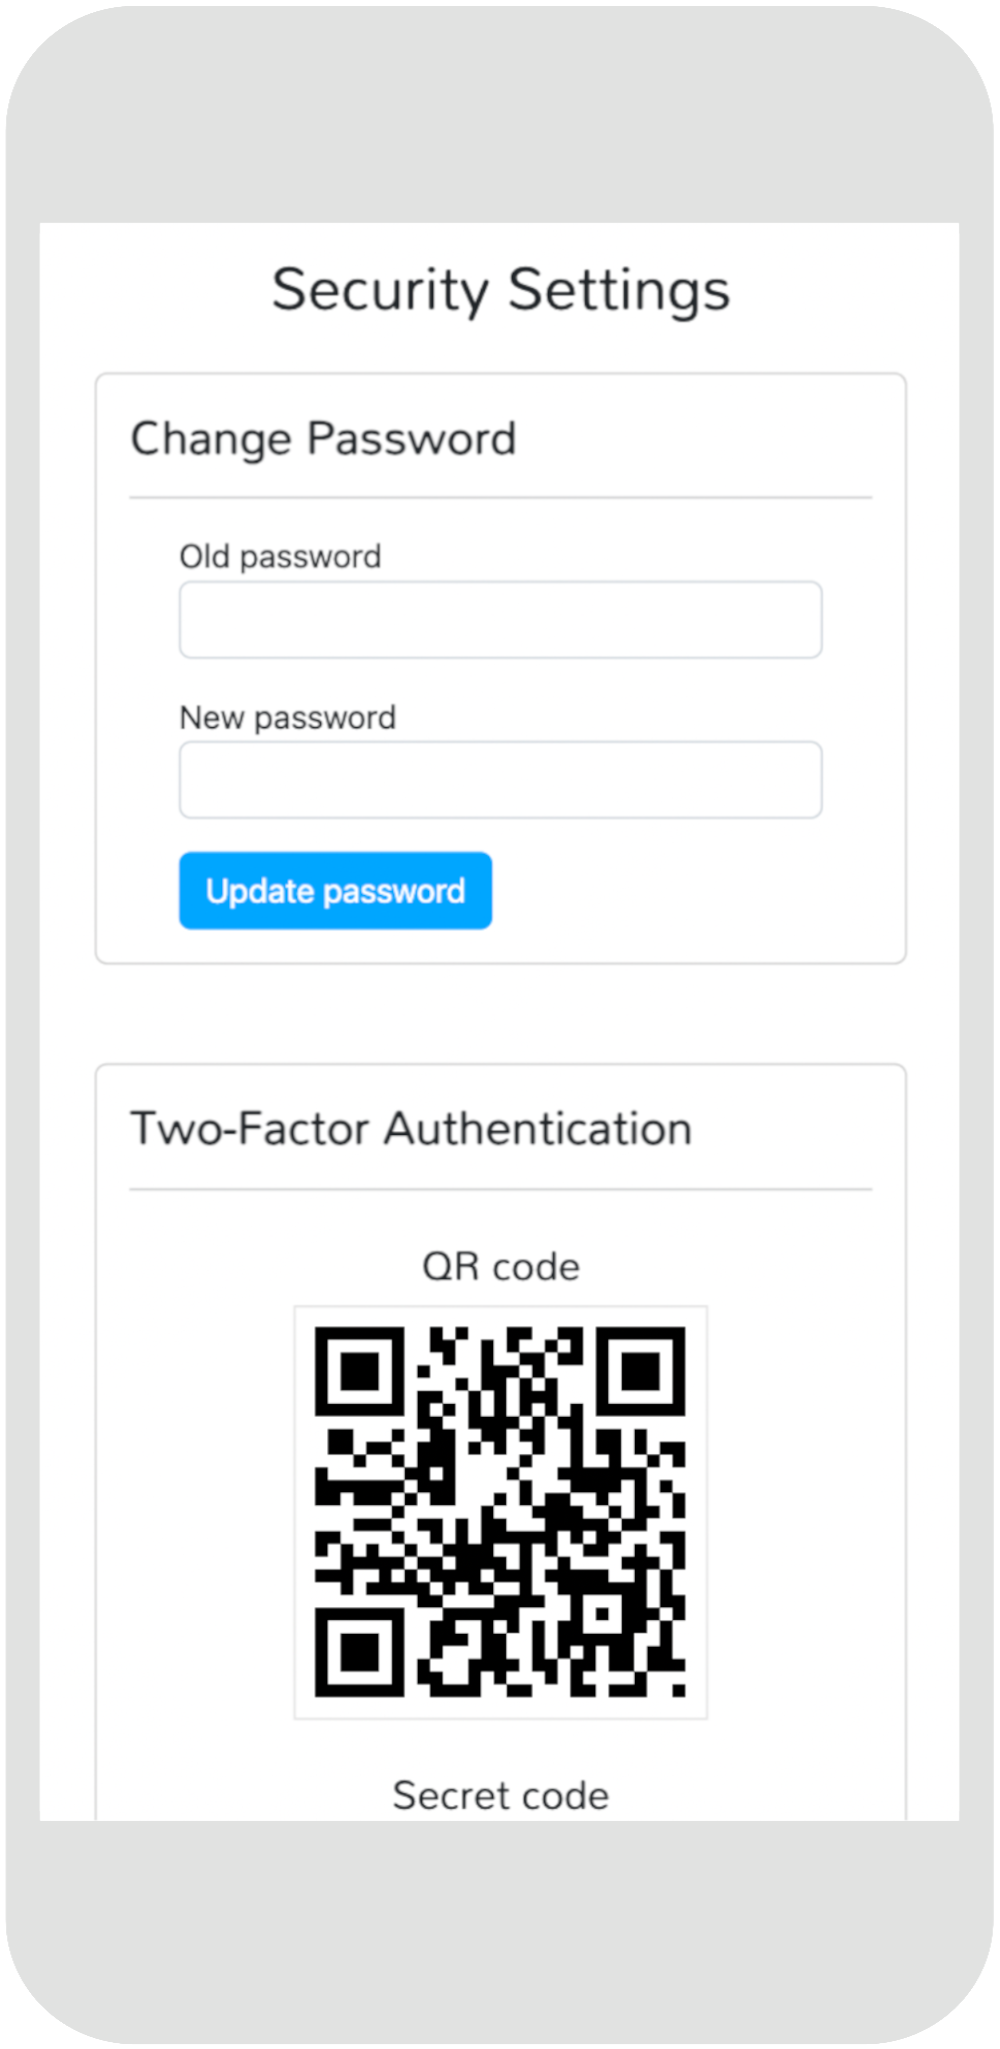 Security Settings
Change Password
Old password
New password
Update password
Two-Factor Authentication
QR code
Secret code